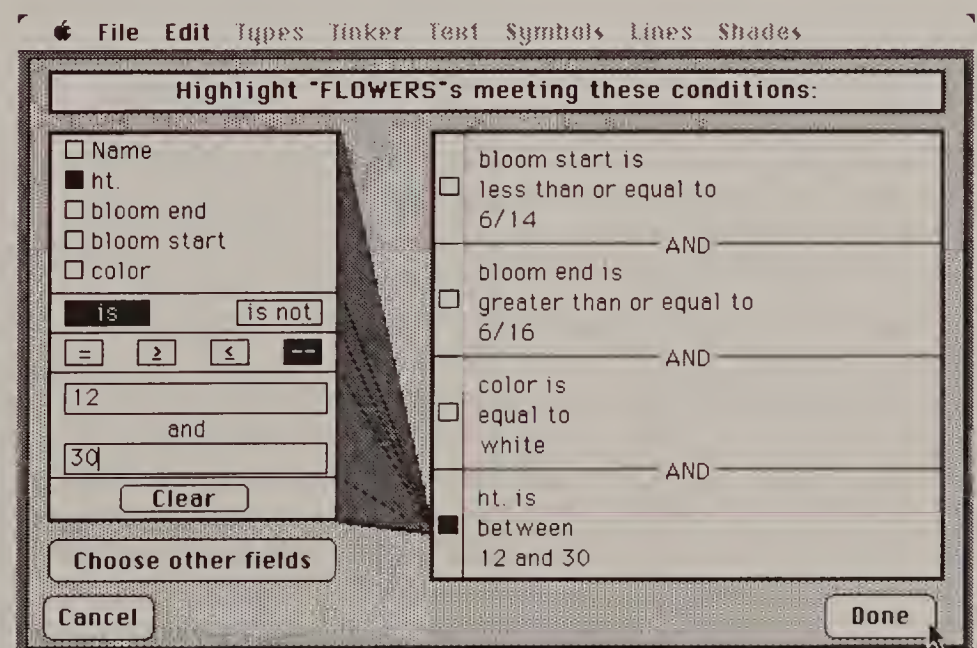 File Edit Types Tinker Text Symbols Lines Shades
Highlight "FLOWERS"s meeting these conditions:
Name
ht.
bloom end
bloom start
color
is is not
= ≥ ≤ --
12
and
30
Clear
Choose other fields
Cancel
bloom start is
less than or equal to
6/14
AND
bloom end is
greater than or equal to
6/16
AND
color is
equal to
white
AND
ht. is
between
12 and 30
Done